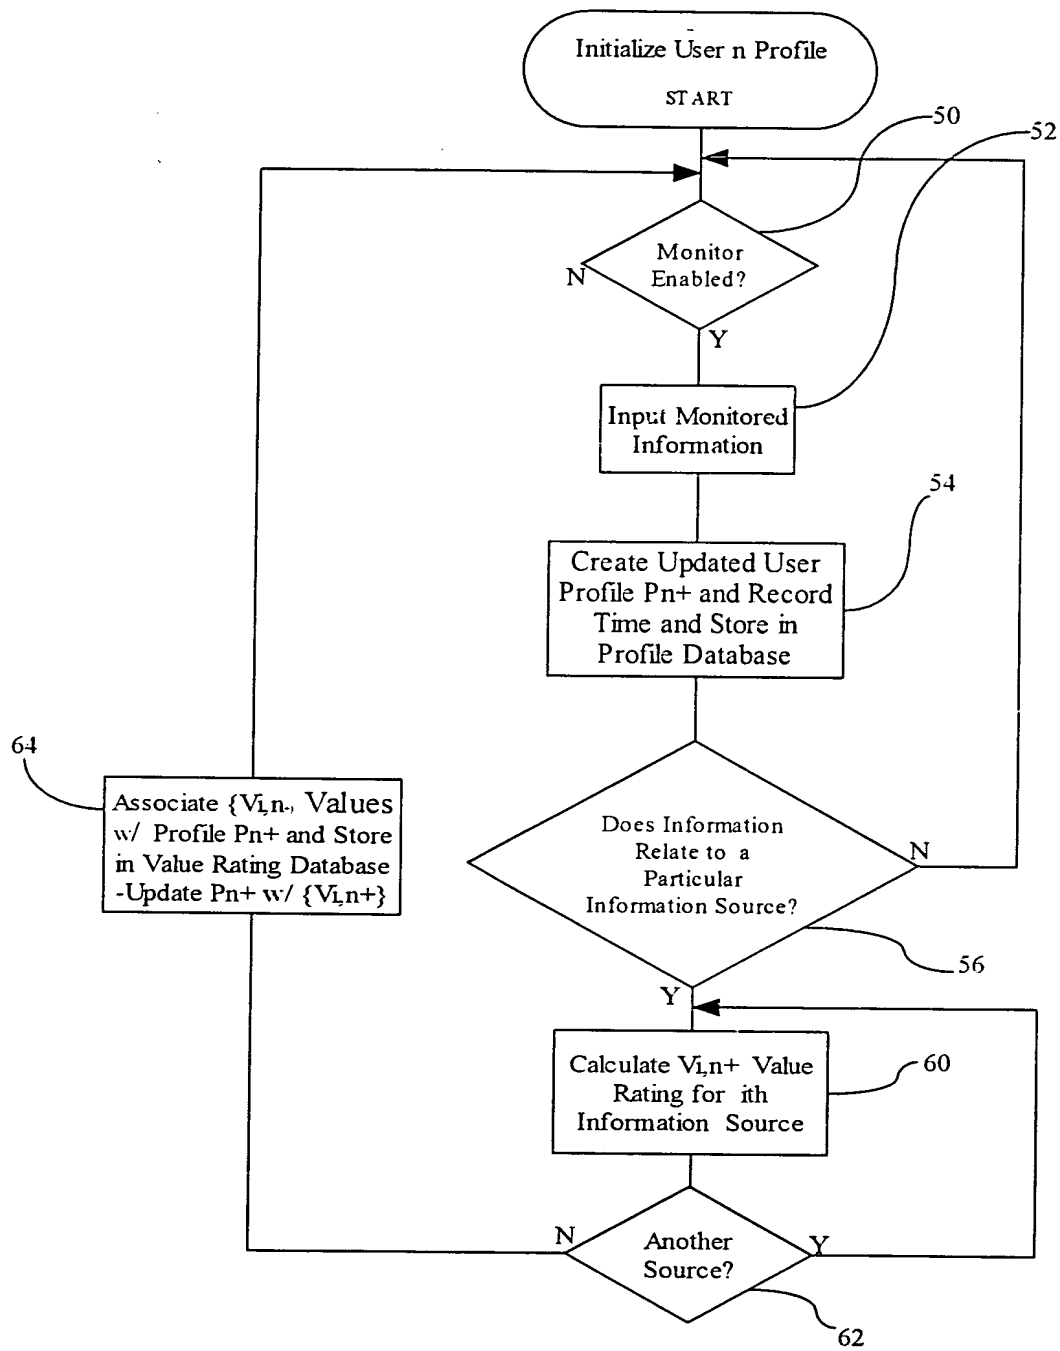 Initialize User n Profile
START
50
52
Monitor
Enabled?
N
Y
Input Monitored
Information
54
Create Updated User
Profile Pn+ and Record
Time and Store in
Profile Database
64
Associate {Vi,n+ Values
w/ Profile Pn+ and Store
in Value Rating Database
-Update Pn+ w/ {Vi,n+}
Does Information
Relate to a
Particular
Information Source?
N
56
Y
Calculate Vi,n+ Value
Rating for ith
Information Source
60
N
Another
Source?
Y
62